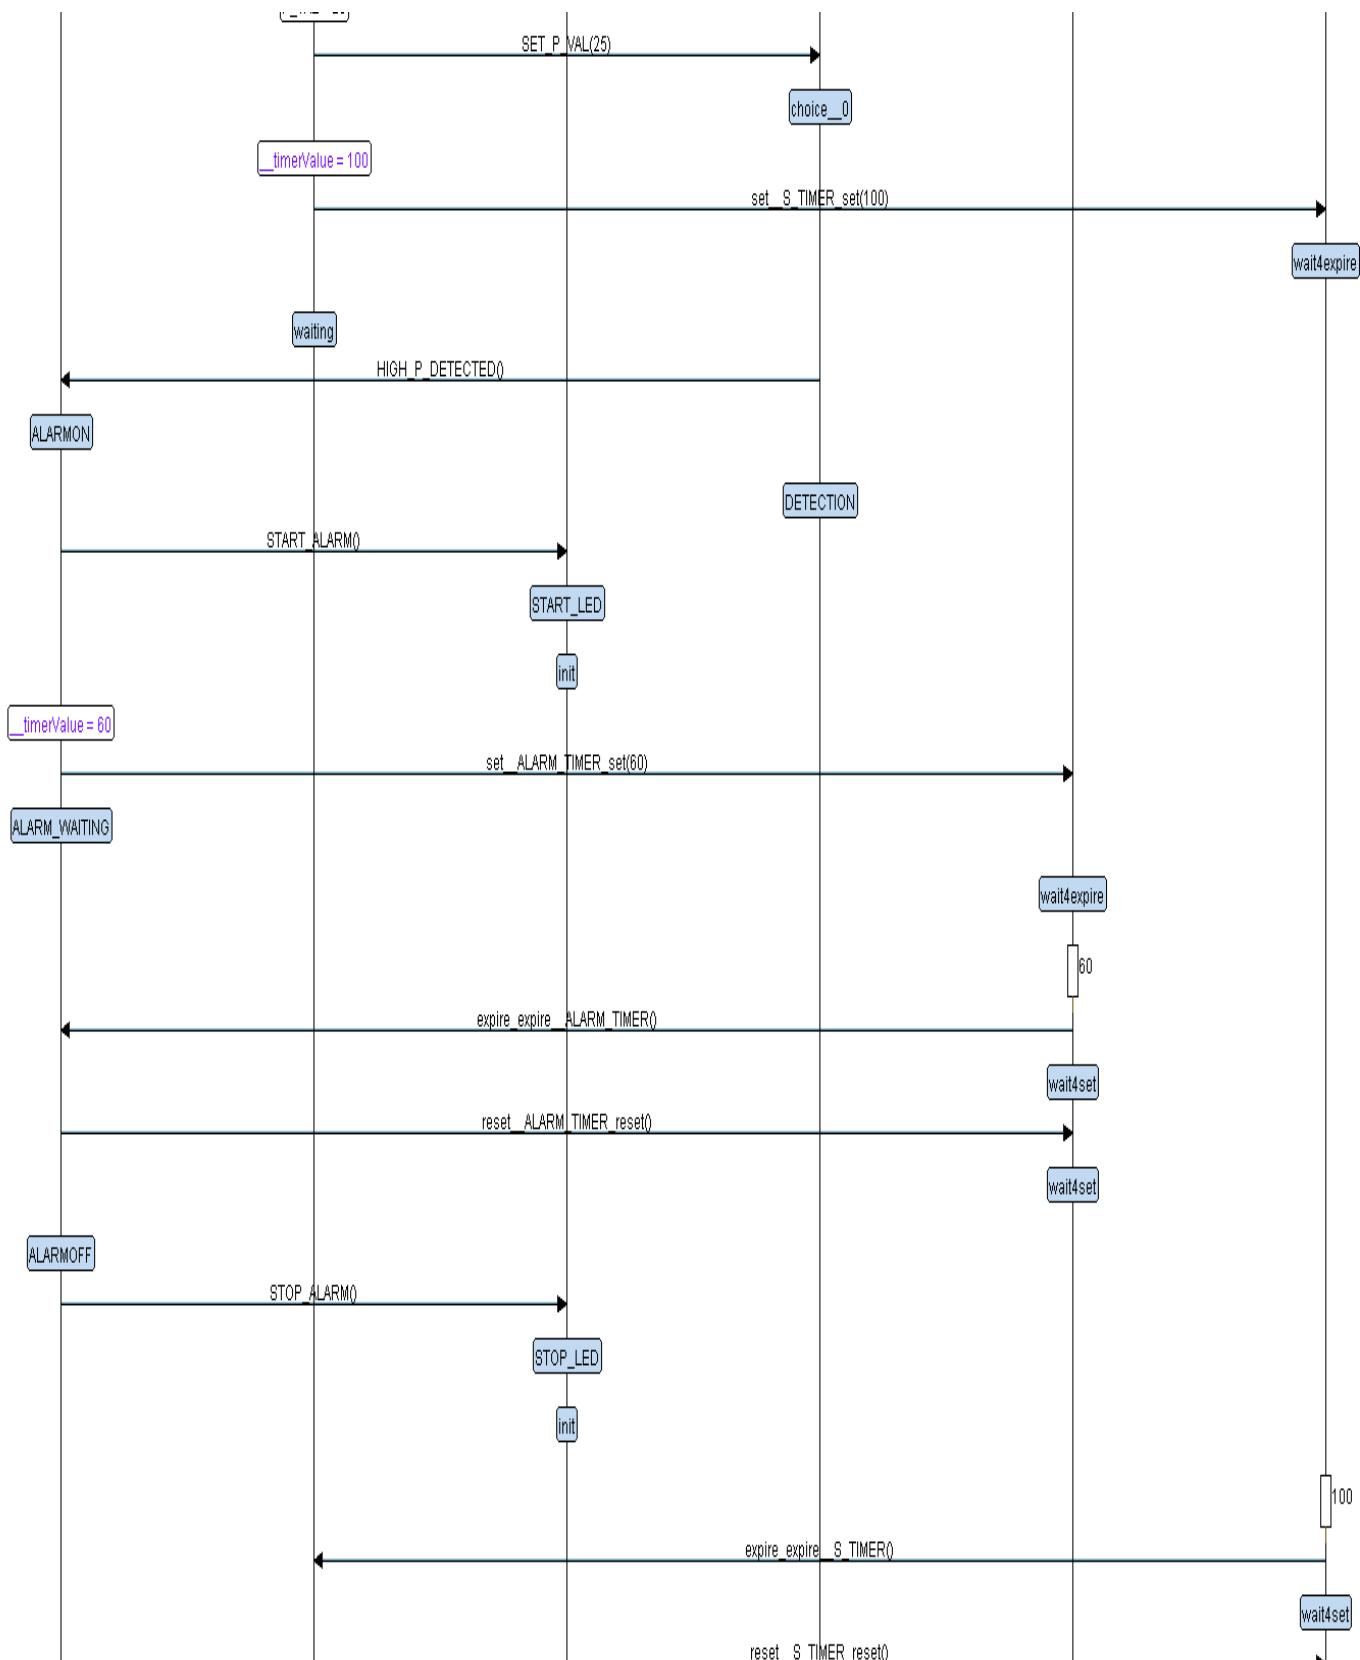 SET_P_VAL(25)
choice__0
__timerValue = 100
set__S_TIMER_set(100)
wait4expire
waiting
HIGH_P_DETECTED()
ALARMON
DETECTION
START_ALARM()
START_LED
init
__timerValue = 60
set__ALARM_TIMER_set(60)
ALARM_WAITING
wait4expire
60
expire_expire__ALARM_TIMER()
wait4set
reset__ALARM_TIMER_reset()
wait4set
ALARMOFF
STOP_ALARM()
STOP_LED
init
100
expire_expire__S_TIMER()
wait4set
reset__S_TIMER_reset()